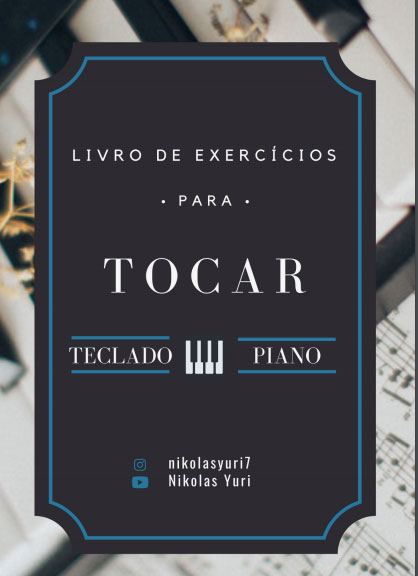 LIVRO DE EXERCÍCIOS
• PARA •
TOCAR
TECLADO PIANO
nikolasyuri7
Nikolas Yuri